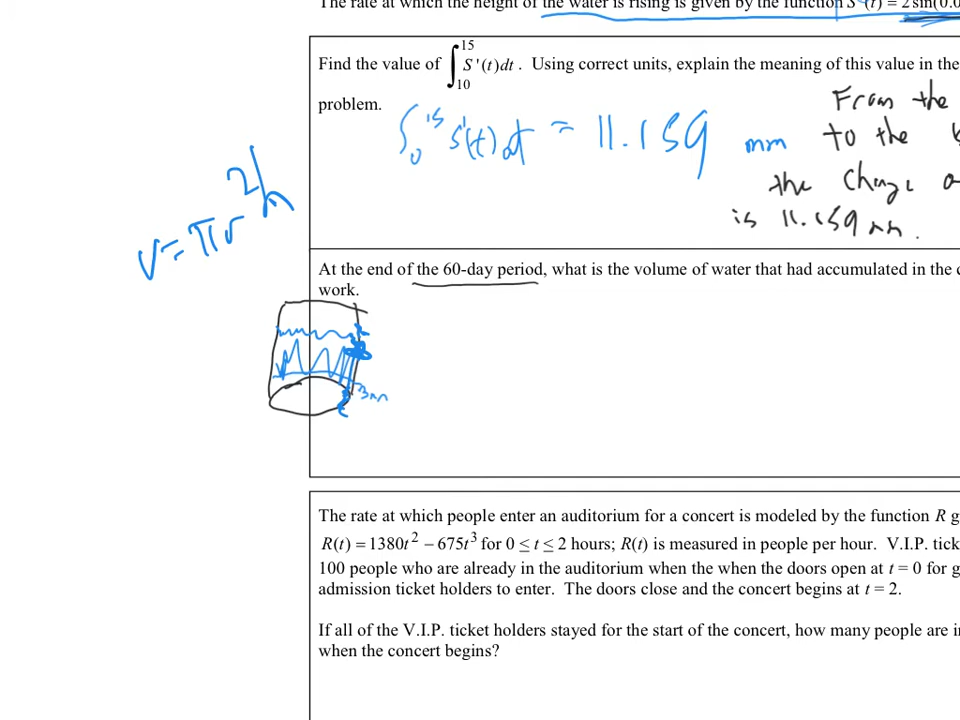 The rate at which the height of the water is rising is given by the function S'(t) = 2sin(0.0
Find the value of ∫₁₀¹⁵ S'(t)dt. Using correct units, explain the meaning of this value in the
problem.
From the
∫₀¹⁵ S'(t)dt = 11.159 mm
to the
the change
is 11.159 mm.
V = πr²h
At the end of the 60-day period, what is the volume of water that had accumulated in the
work.
3m
The rate at which people enter an auditorium for a concert is modeled by the function R g
R(t) = 1380t² – 675t³ for 0 ≤ t ≤ 2 hours; R(t) is measured in people per hour. V.I.P. tick
100 people who are already in the auditorium when the when the doors open at t = 0 for g
admission ticket holders to enter. The doors close and the concert begins at t = 2.
If all of the V.I.P. ticket holders stayed for the start of the concert, how many people are i
when the concert begins?